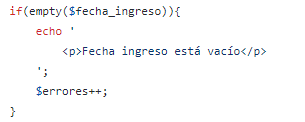 if(empty($fecha_ingreso)){
echo '
<p>Fecha ingreso está vacío</p>
';
$errores++;
}